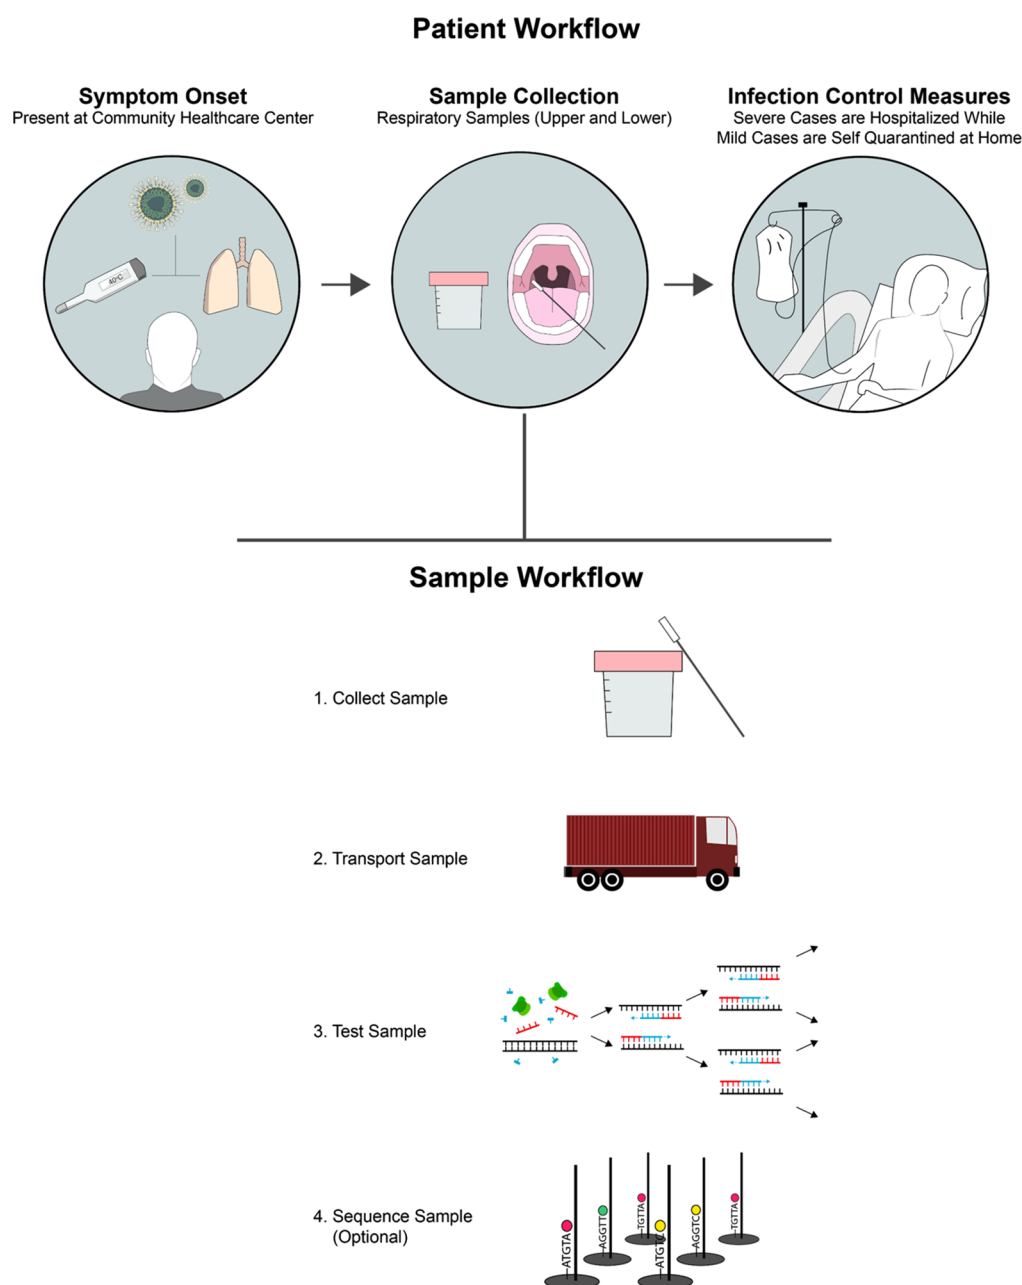 Patient Workflow
Symptom Onset
Present at Community Healthcare Center
Sample Collection
Respiratory Samples (Upper and Lower)
Infection Control Measures
Severe Cases are Hospitalized While
Mild Cases are Self Quarantined at Home
40°C
Sample Workflow
1. Collect Sample
2. Transport Sample
3. Test Sample
4. Sequence Sample
(Optional)
ATGTA
AGGTT
TGTTA
AGGTC
TGTTA